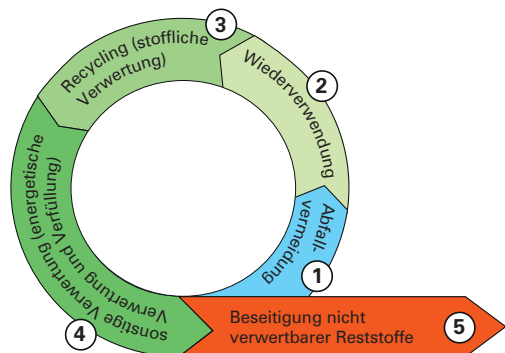 1
Abfall-
vermeidung
2
Wiederverwendung
3
Recycling (stoffliche
Verwertung)
4
sonstige Verwertung (energetische
Verwertung und Verfüllung)
5
Beseitigung nicht
verwertbarer Reststoffe